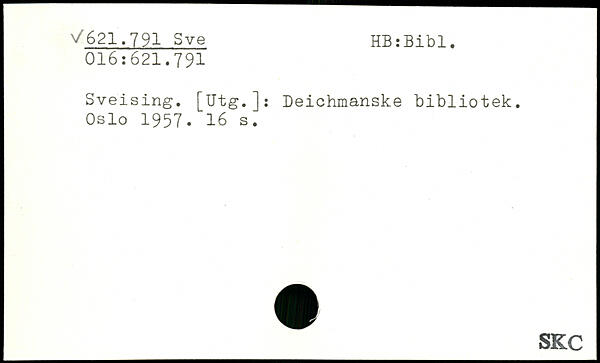 √621.791 Sve HB:Bibl.
016:621.791
Sveising. [Utg.]: Deichmanske bibliotek.
Oslo 1957. 16 s.
SKC